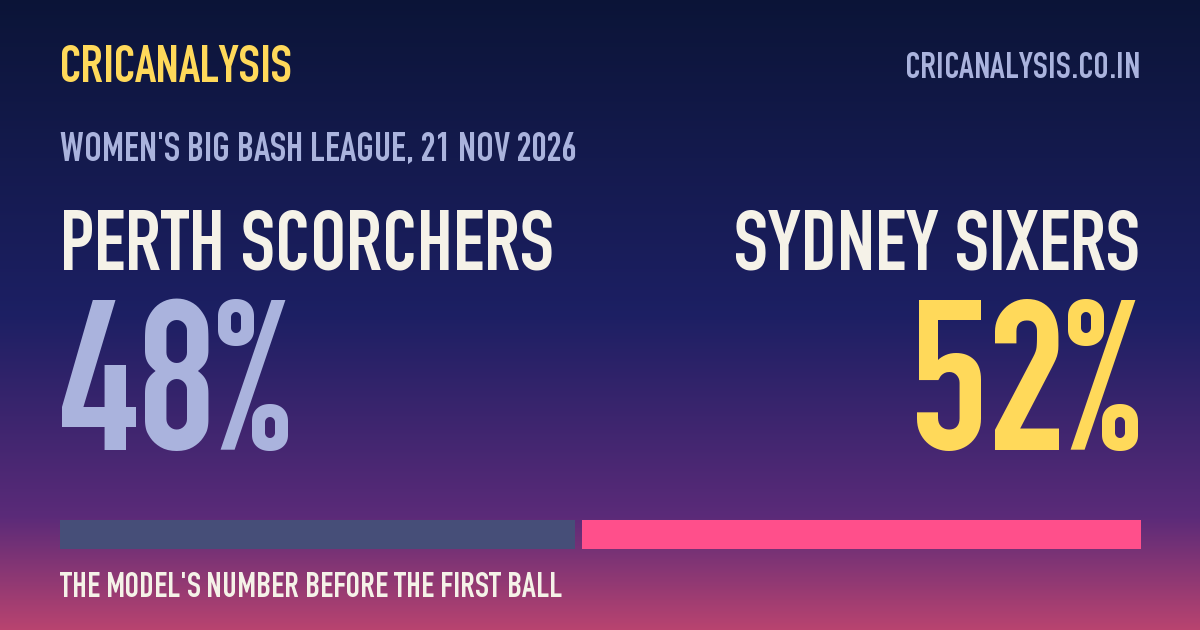 CRICANALYSIS
CRICANALYSIS.CO.IN
WOMEN'S BIG BASH LEAGUE, 21 NOV 2026
PERTH SCORCHERS
SYDNEY SIXERS
48%
52%
THE MODEL'S NUMBER BEFORE THE FIRST BALL